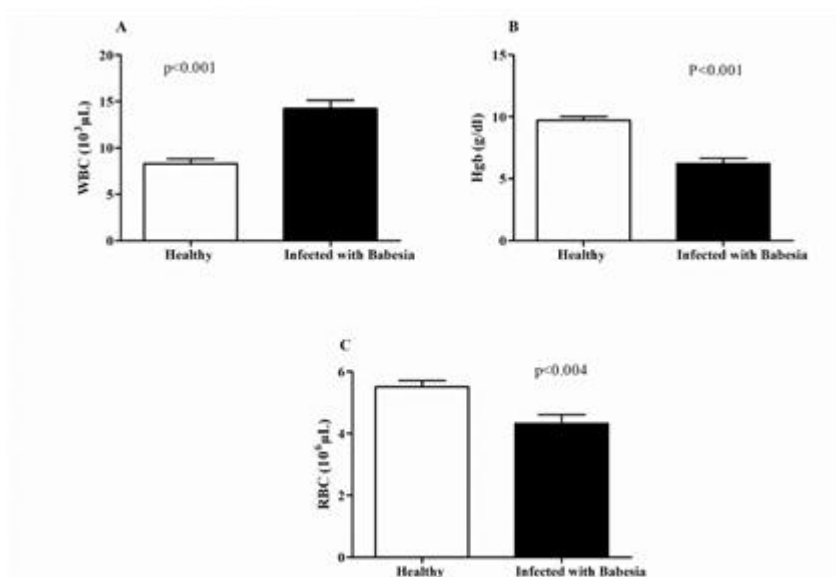 A
20
p<0.001
15
10
5
0
WBC (10³µL)
Healthy
Infected with Babesia
B
15
P<0.001
10
5
0
Hgb (g/dl)
Healthy
Infected with Babesia
C
6
p<0.004
4
2
0
RBC (10⁶µL)
Healthy
Infected with Babesia